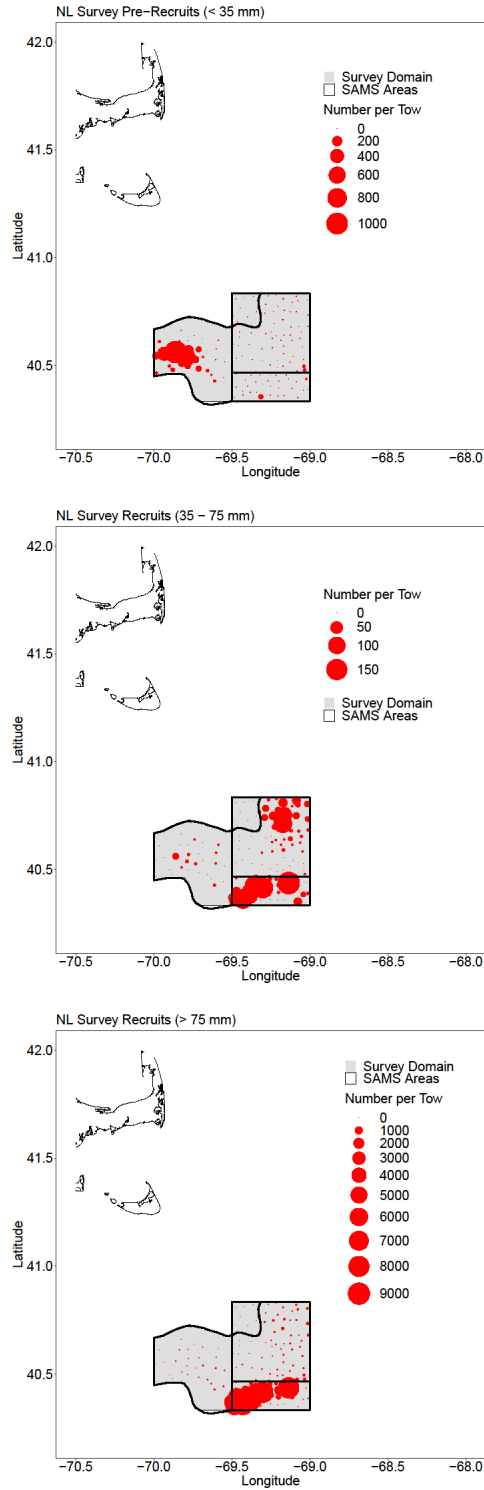 NL Survey Pre-Recruits (< 35 mm)
42.0
41.5
41.0
40.5
Latitude
Survey Domain
SAMS Areas
Number per Tow
0
200
400
600
800
1000
−70.5 −70.0 −69.5 −69.0 −68.5 −68.0
Longitude
NL Survey Recruits (35 − 75 mm)
42.0
41.5
41.0
40.5
Latitude
Number per Tow
0
50
100
150
Survey Domain
SAMS Areas
−70.5 −70.0 −69.5 −69.0 −68.5 −68.0
Longitude
NL Survey Recruits (> 75 mm)
42.0
41.5
41.0
40.5
Latitude
Survey Domain
SAMS Areas
Number per Tow
0
1000
2000
3000
4000
5000
6000
7000
8000
9000
−70.5 −70.0 −69.5 −69.0 −68.5 −68.0
Longitude